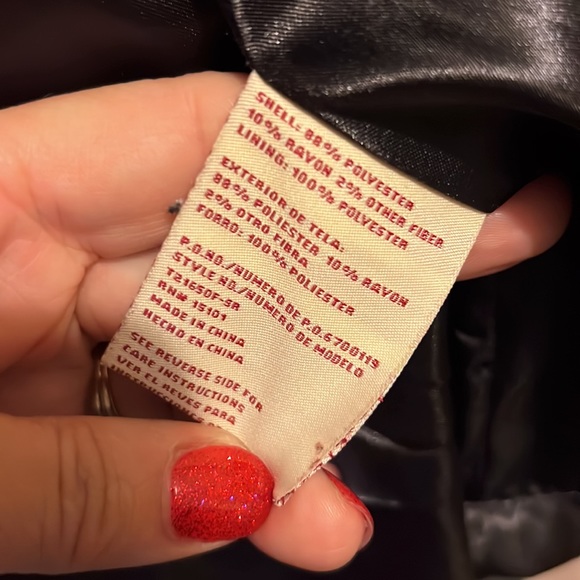 SHELL: 88% POLYESTER
10% RAYON 2% OTHER FIBER
LINING: 100% POLYESTER
EXTERIOR DE TELA:
88% POLIESTER 10% RAYON
2% OTRO FIBRA
FORRO: 100% POLIESTER
P.O.NO./NUMERO DE P.O.6700119
STYLE NO./NUMERO DE MODELO
T21650F-SR
RN# 15101
MADE IN CHINA
HECHO EN CHINA
SEE REVERSE SIDE FOR
CARE INSTRUCTIONS
VER EL REVES PARA